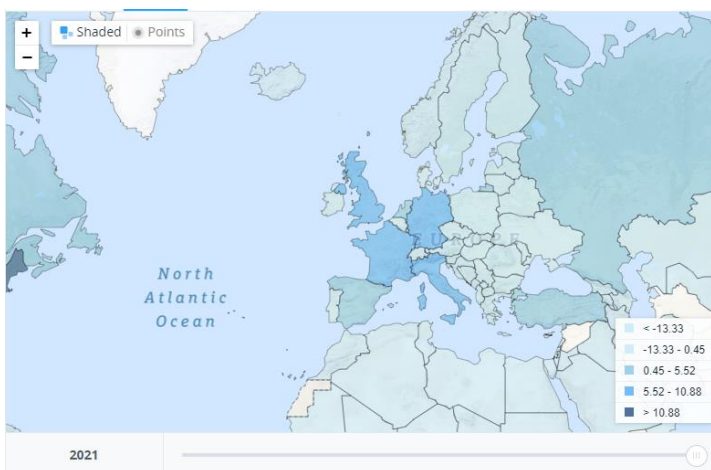 +
Shaded
Points
−
EUROPE
North
Atlantic
Ocean
< -13.33
-13.33 - 0.45
0.45 - 5.52
5.52 - 10.88
> 10.88
2021